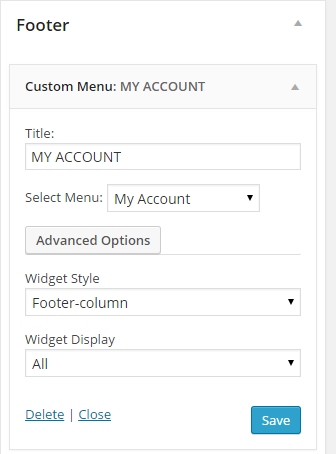 Footer
Custom Menu: MY ACCOUNT
Title:
MY ACCOUNT
Select Menu: My Account
Advanced Options
Widget Style
Footer-column
Widget Display
All
Delete | Close Save